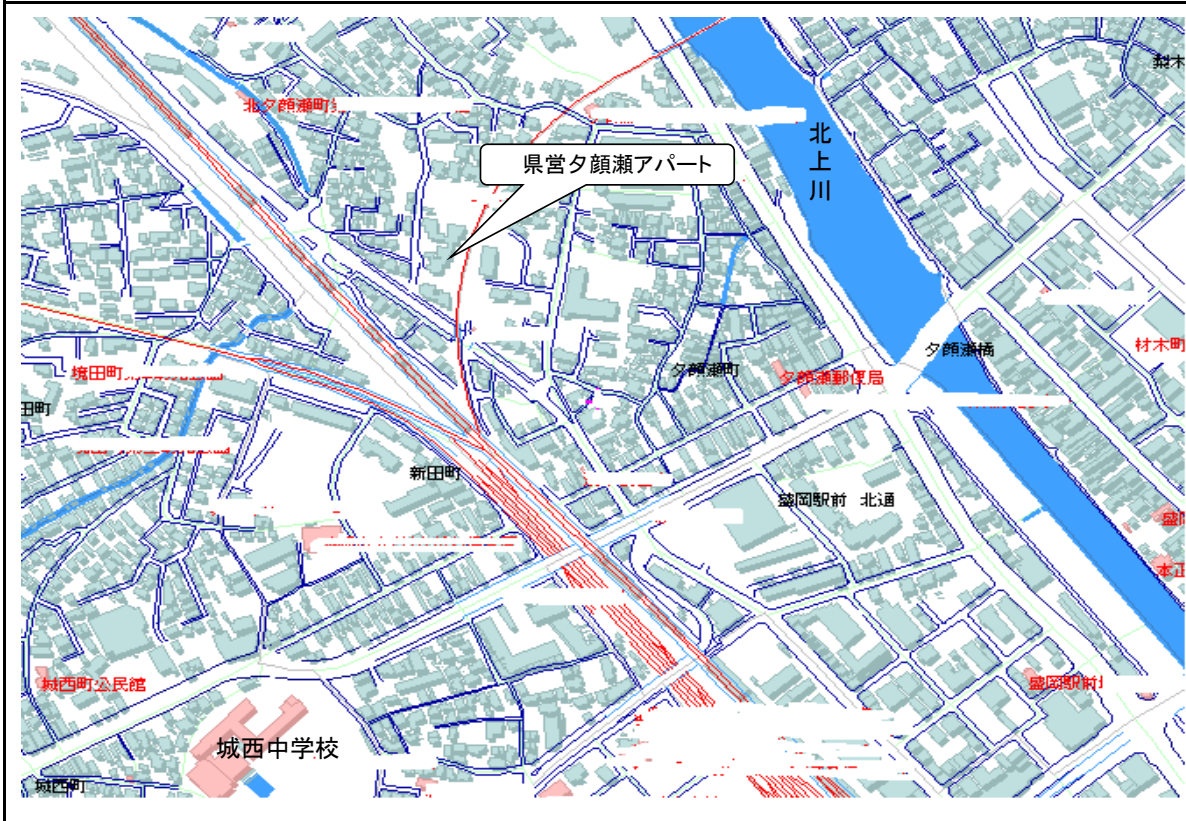 梨木
北夕顔瀬町
北上川
県営夕顔瀬アパート
夕顔瀬橋
材木町
夕顔瀬町
夕顔瀬郵便局
境田町
田町
新田町
盛岡駅前 北通
盛岡駅前
城西町公民館
城西中学校
城西町